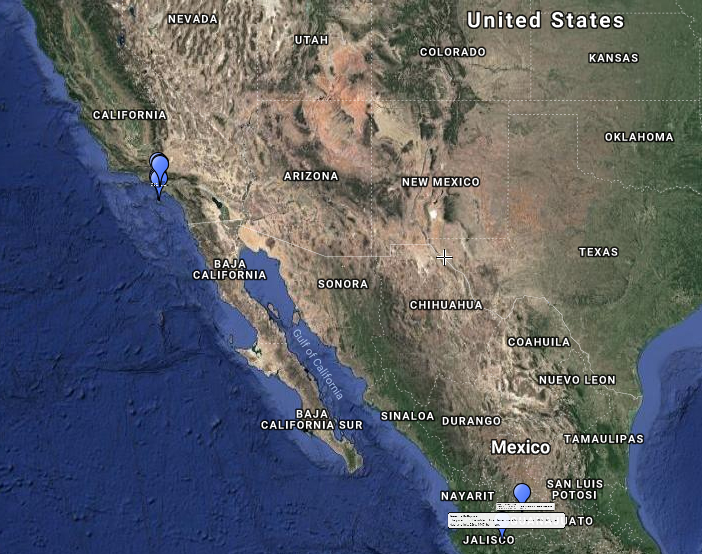 United States
NEVADA
UTAH
COLORADO
KANSAS
CALIFORNIA
OKLAHOMA
ARIZONA
NEW MEXICO
TEXAS
BAJA
CALIFORNIA
SONORA
CHIHUAHUA
COAHUILA
Gulf of California
NUEVO LEON
BAJA
CALIFORNIA SUR
SINALOA
DURANGO
TAMAULIPAS
Mexico
NAYARIT
SAN LUIS
POTOSI
JALISCO